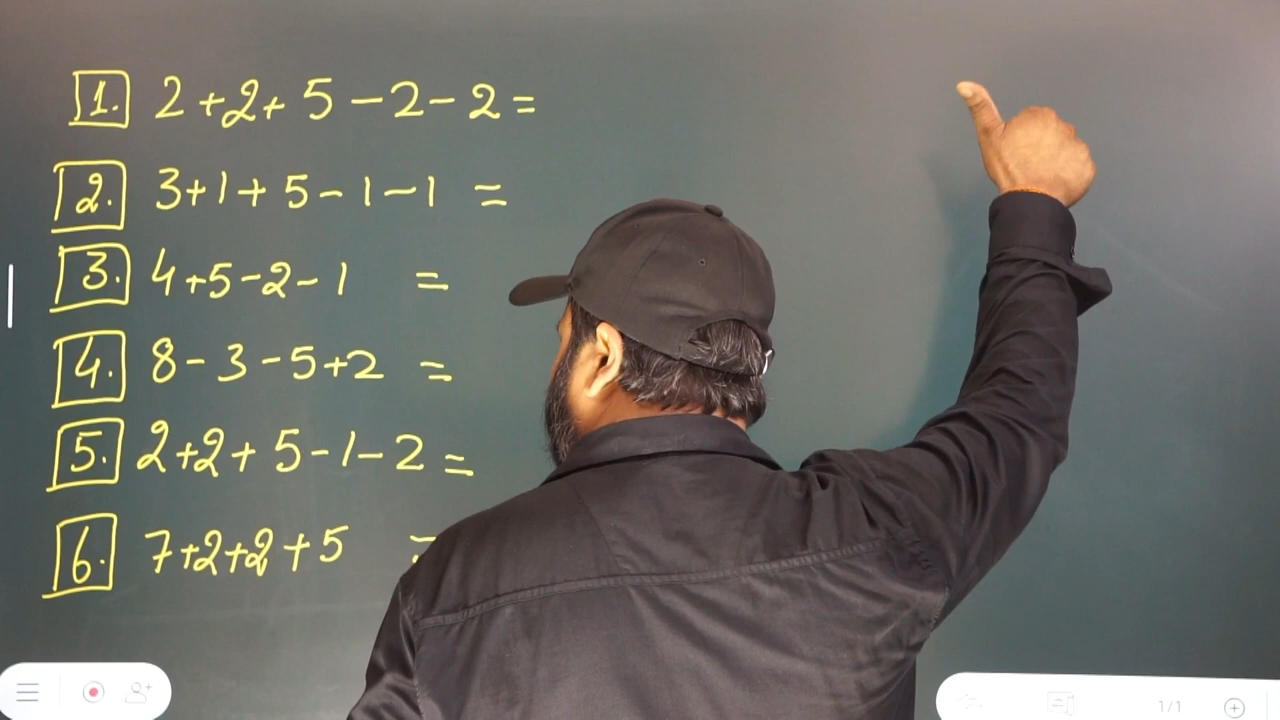 1. 2+2+5-2-2=
2. 3+1+5-1-1 =
3. 4+5-2-1 =
4. 8-3-5+2 =
5. 2+2+5-1-2=
6. 7+2+2+5 =
1/1